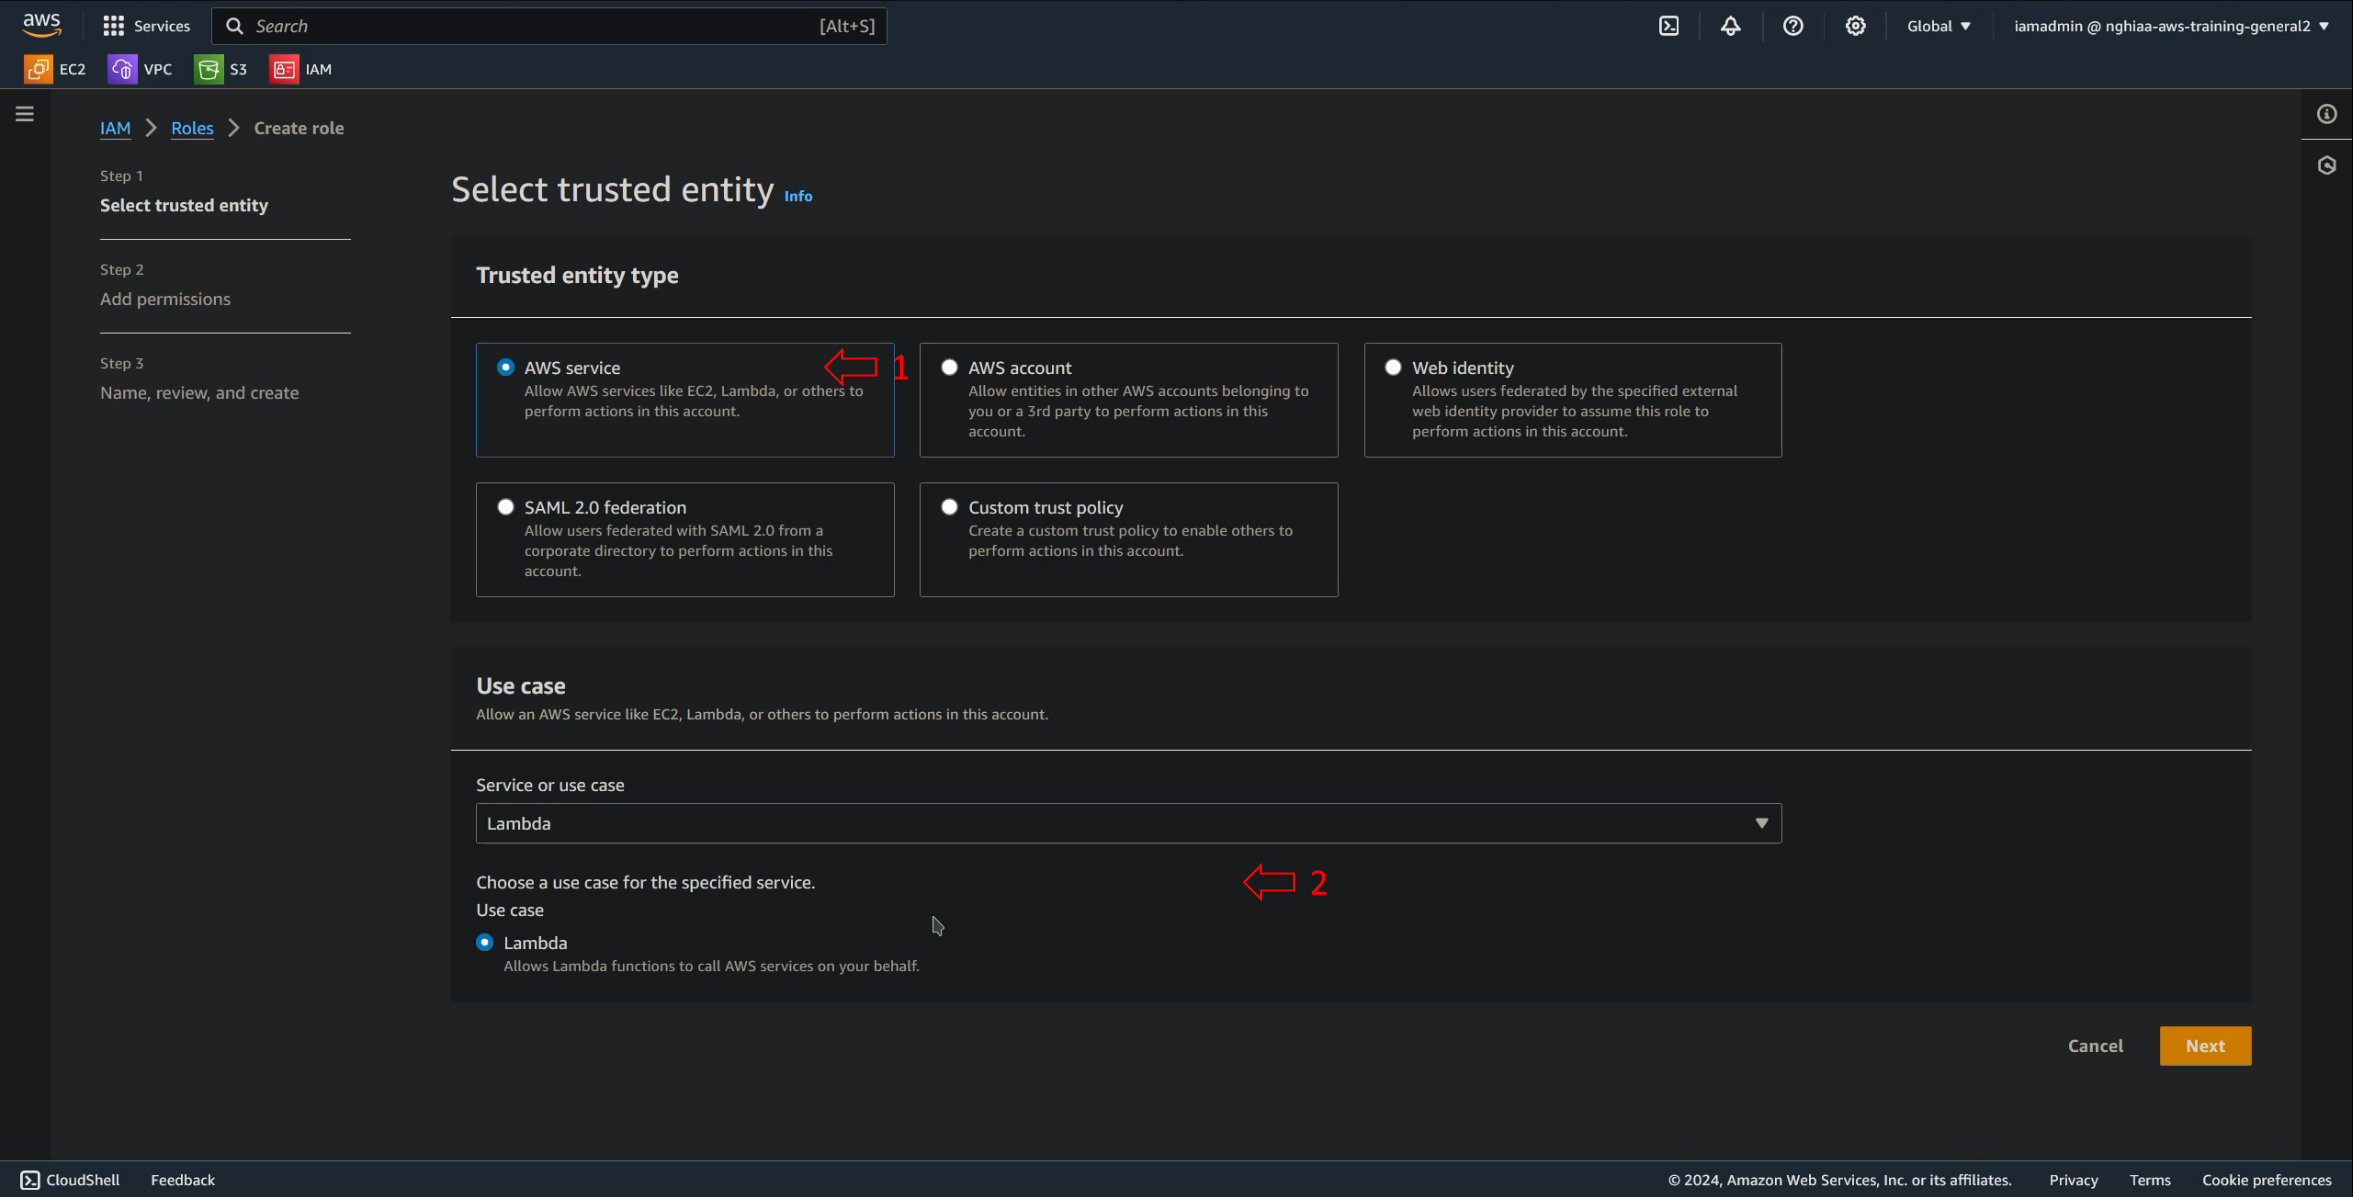 aws
Services
Search
[Alt+S]
Global
iamadmin @ nghiaa-aws-training-general2
EC2
VPC
S3
IAM
IAM
Roles
Create role
Step 1
Select trusted entity
Step 2
Add permissions
Step 3
Name, review, and create
Select trusted entity Info
Trusted entity type
AWS service
Allow AWS services like EC2, Lambda, or others to
perform actions in this account.
1
AWS account
Allow entities in other AWS accounts belonging to
you or a 3rd party to perform actions in this
account.
Web identity
Allows users federated by the specified external
web identity provider to assume this role to
perform actions in this account.
SAML 2.0 federation
Allow users federated with SAML 2.0 from a
corporate directory to perform actions in this
account.
Custom trust policy
Create a custom trust policy to enable others to
perform actions in this account.
Use case
Allow an AWS service like EC2, Lambda, or others to perform actions in this account.
Service or use case
Lambda
Choose a use case for the specified service.
2
Use case
Lambda
Allows Lambda functions to call AWS services on your behalf.
Cancel
Next
CloudShell
Feedback
© 2024, Amazon Web Services, Inc. or its affiliates.
Privacy
Terms
Cookie preferences